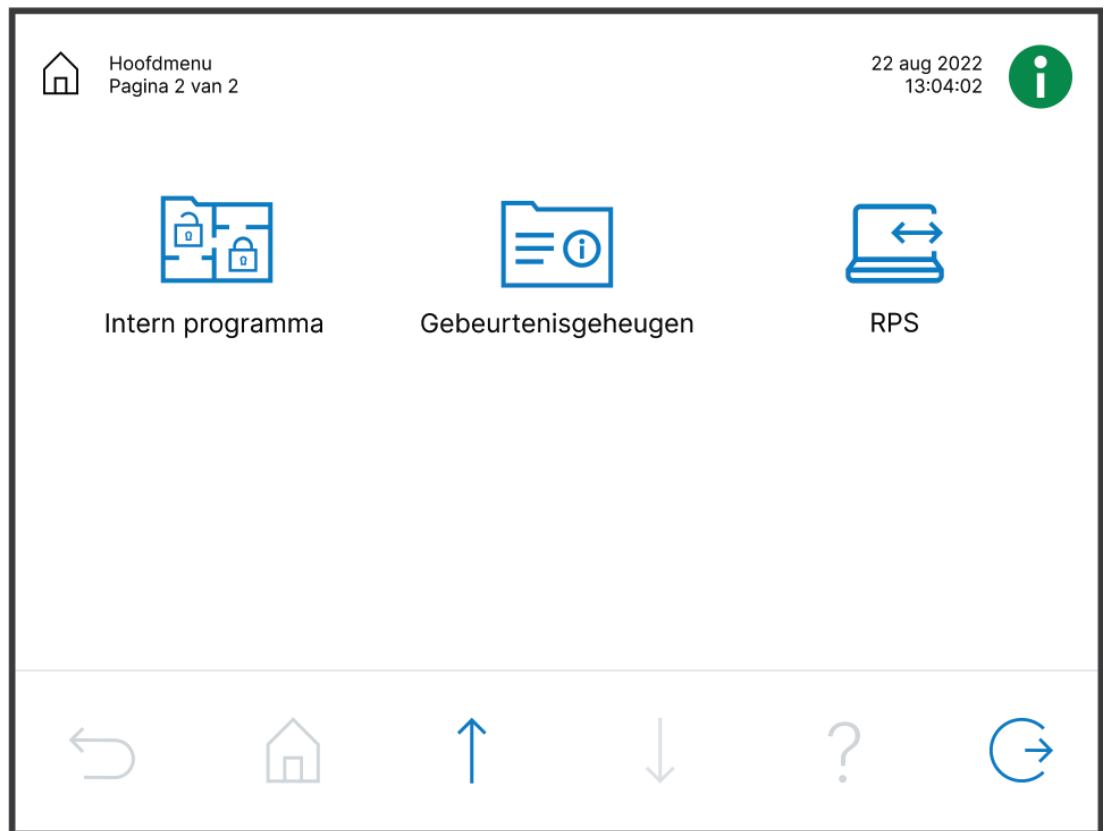 Hoofdmenu
Pagina 2 van 2
22 aug 2022
13:04:02
Intern programma
Gebeurtenisgeheugen
RPS